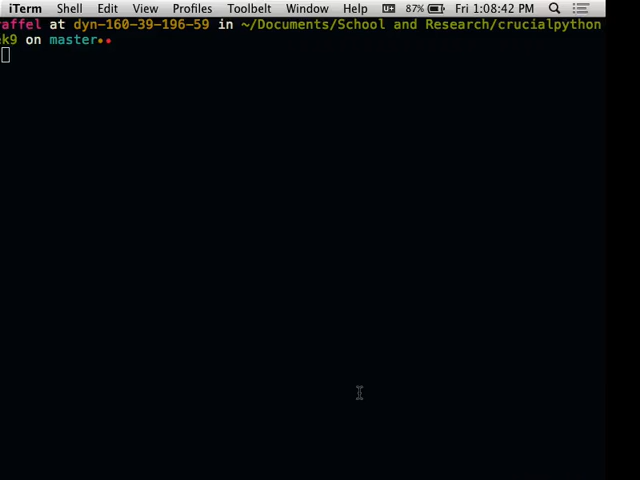 iTerm Shell Edit View Profiles Toolbelt Window Help 87% Fri 1:08:42 PM
affel at dyn-160-39-196-59 in ~/Documents/School and Research/crucialpython
ek9 on master